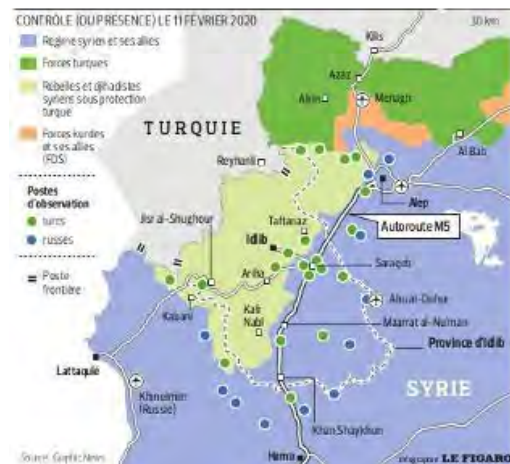 CONTRÔLE (OU PRÉSENCE) LE 11 FÉVRIER 2020
30 km
Régime syrien et ses alliés
Forces turques
Rebelles et djihadistes
syriens sous protection
turque
Forces kurdes
et ses alliés
(FDS)
Postes
d'observation
turcs
russes
Poste
frontière
Kilis
Azaz
Afrin
Menagh
TURQUIE
Al Bab
Reyhanli
Alep
Jisr al-Shughour
Taftanaz
Autoroute M5
Idlib
Ariha
Saraqeb
Abu al-Duhur
Kafr
Nabl
Maarrat al-Numan
Province d'Idlib
Lattaquié
Khmeimim
(Russie)
SYRIE
Khan Shaykhun
Hama
Source : Graphic News
Infographie LE FIGARO